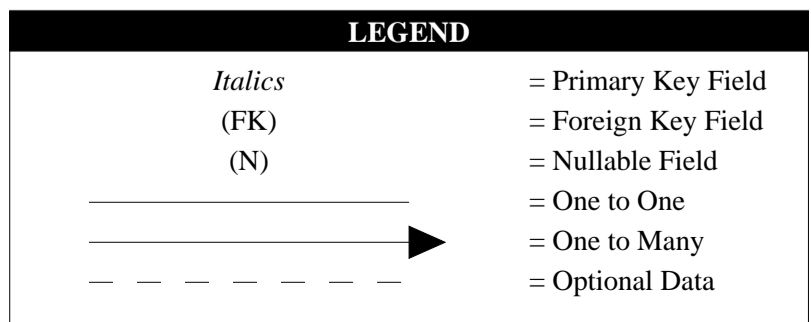 LEGEND
Italics = Primary Key Field
(FK) = Foreign Key Field
(N) = Nullable Field
= One to One
= One to Many
= Optional Data